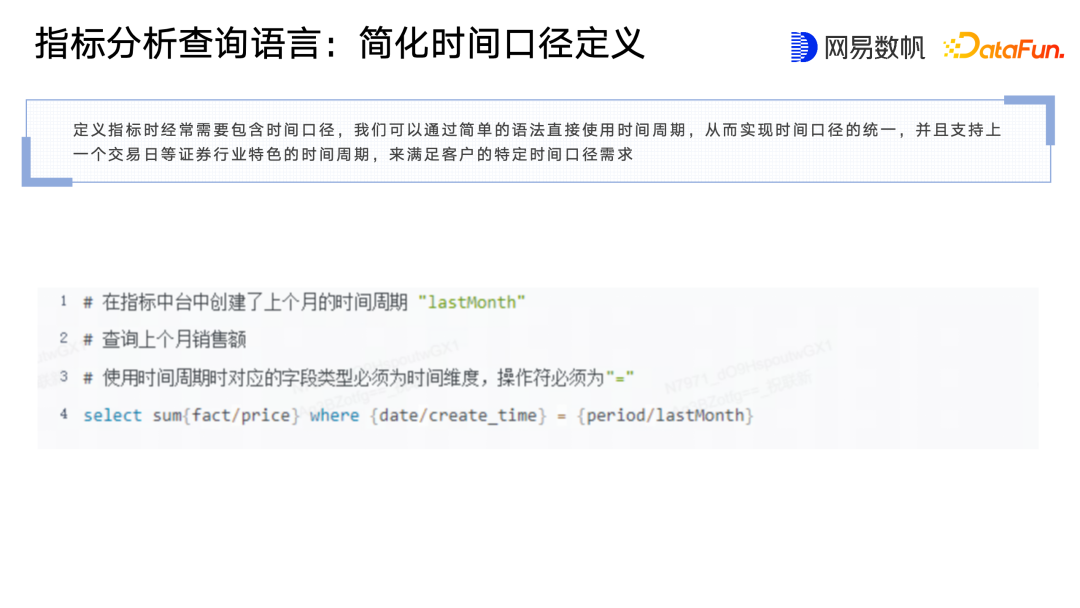 指标分析查询语言：简化时间口径定义
网易数帆
DataFun.
定义指标时经常需要包含时间口径，我们可以通过简单的语法直接使用时间周期，从而实现时间口径的统一，并且支持上
一个交易日等证券行业特色的时间周期，来满足客户的特定时间口径需求
1 # 在指标中台中创建了上个月的时间周期 "lastMonth"
2 # 查询上个月销售额
3 # 使用时间周期时对应的字段类型必须为时间维度，操作符必须为"="
4 select sum{fact/price} where {date/create_time} = {period/lastMonth}